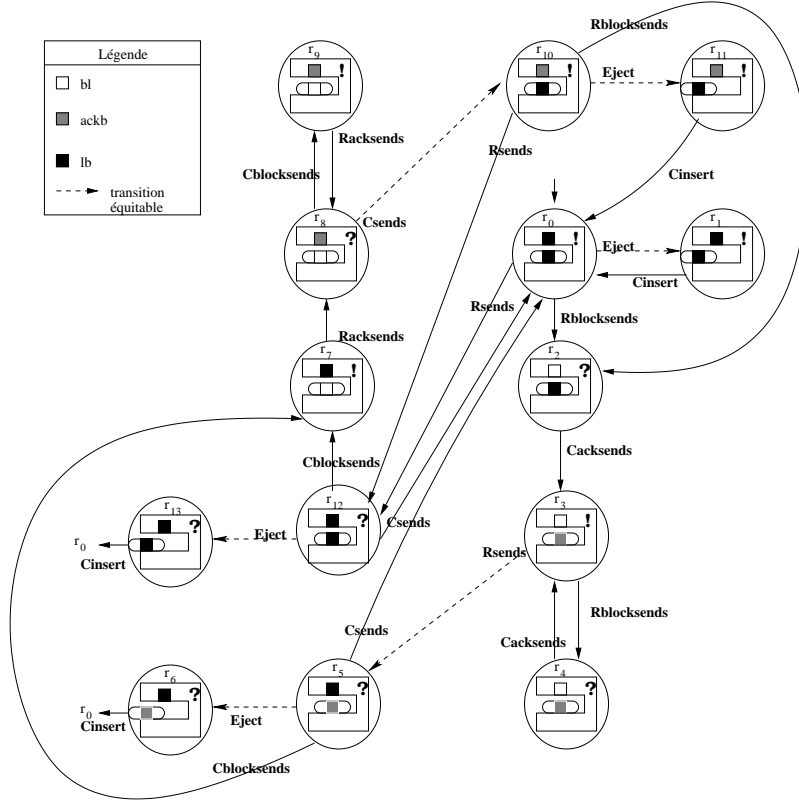 Légende
bl
ackb
lb
transition
équitable
r9
!
Racksends
Cblocksends
r8
?
Csends
Racksends
r7
!
Cblocksends
r12
?
Csends
Eject
r13
?
r0
Cinsert
r10
!
Rblocksends
Eject
r11
!
Cinsert
Rsends
r0
!
Eject
r1
!
Cinsert
Rsends
Rblocksends
r2
?
Cacksends
r3
!
Rsends
Rblocksends
Cacksends
r4
?
Csends
r5
?
Eject
r6
?
r0
Cinsert
Cblocksends